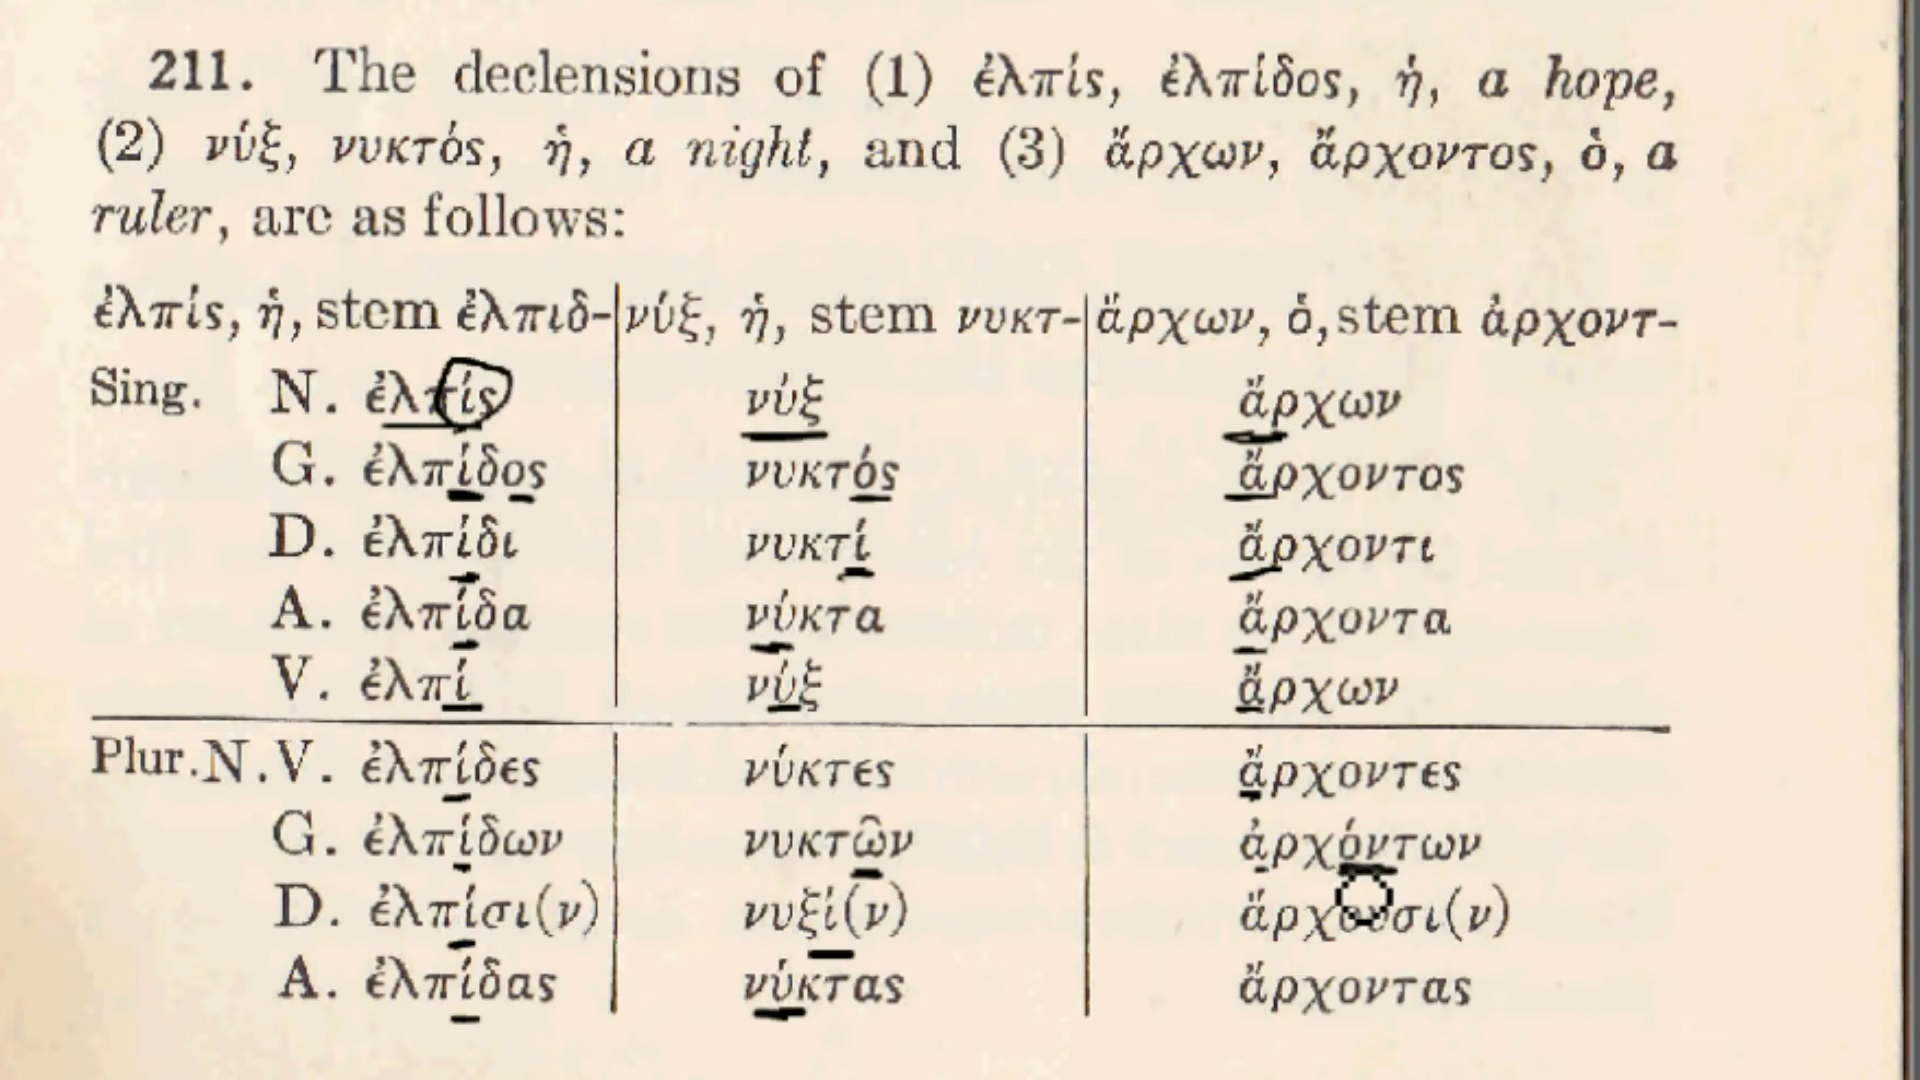 211. The declensions of (1) ἐλπίς, ἐλπίδος, ἡ, a hope,
(2) νύξ, νυκτός, ἡ, a night, and (3) ἄρχων, ἄρχοντος, ὁ, a
ruler, are as follows:
ἐλπίς, ἡ, stem ἐλπιδ- νύξ, ἡ, stem νυκτ- ἄρχων, ὁ, stem ἀρχοντ-
Sing. N. ἐλπίς νύξ ἄρχων
G. ἐλπίδος νυκτός ἄρχοντος
D. ἐλπίδι νυκτί ἄρχοντι
A. ἐλπίδα νύκτα ἄρχοντα
V. ἐλπί νύξ ἄρχων
Plur. N.V. ἐλπίδες νύκτες ἄρχοντες
G. ἐλπίδων νυκτῶν ἀρχόντων
D. ἐλπίσι(ν) νυξί(ν) ἄρχουσι(ν)
A. ἐλπίδας νύκτας ἄρχοντας